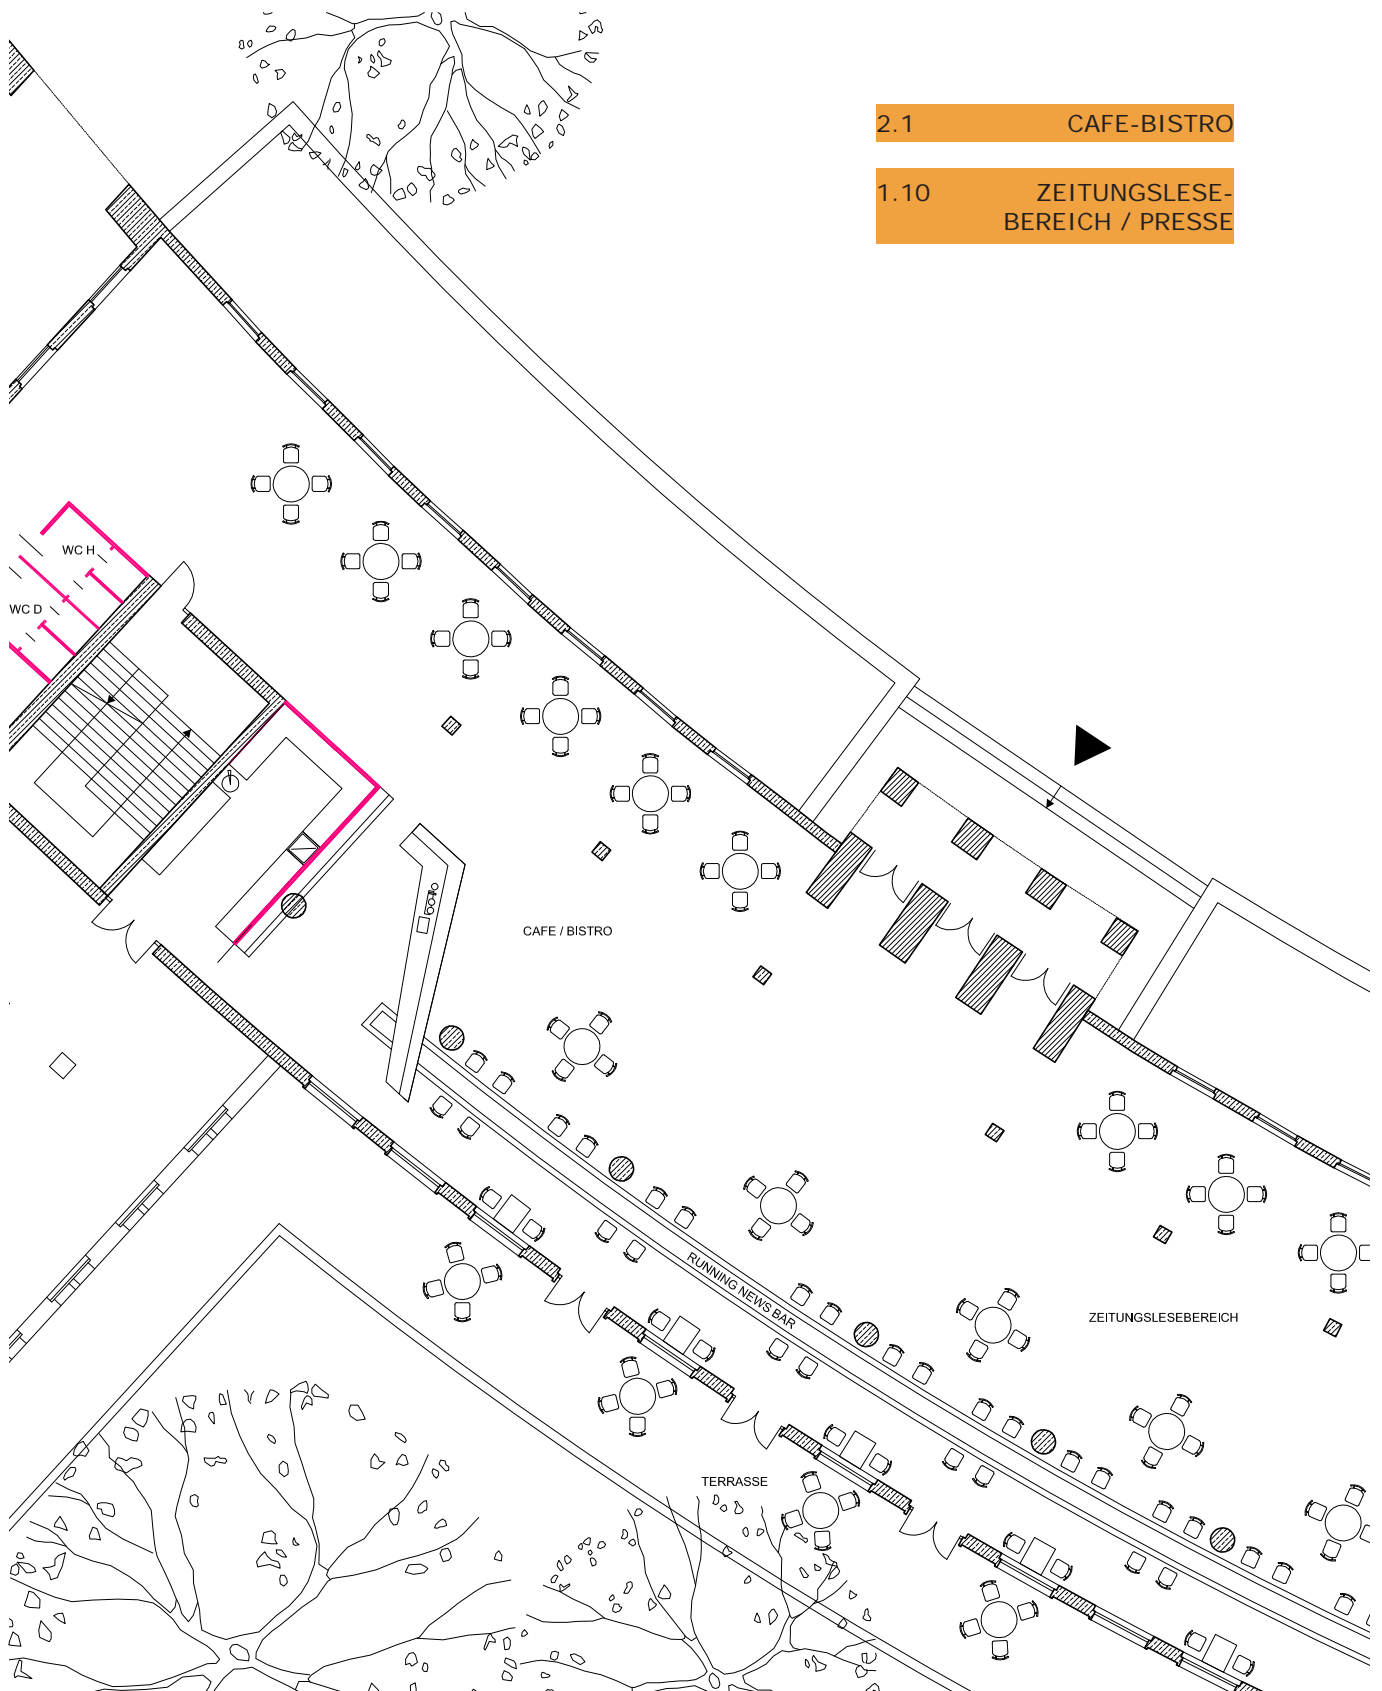 2.1 CAFE-BISTRO
1.10 ZEITUNGSLESE-
BEREICH / PRESSE
WC H
WC D
CAFE / BISTRO
RUNNING NEWS BAR
ZEITUNGSLESEBEREICH
TERRASSE